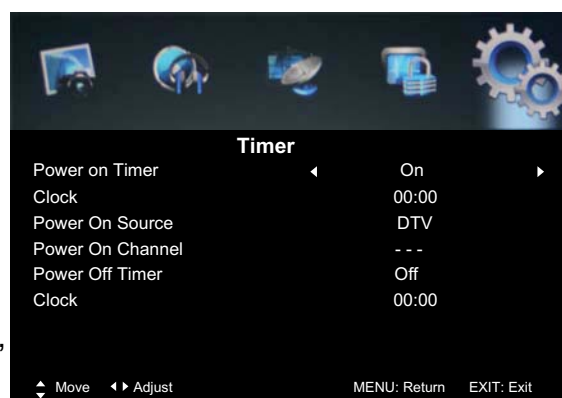 Timer
Power on Timer On
Clock 00:00
Power On Source DTV
Power On Channel - - -
Power Off Timer Off
Clock 00:00
Move Adjust MENU: Return EXIT: Exit